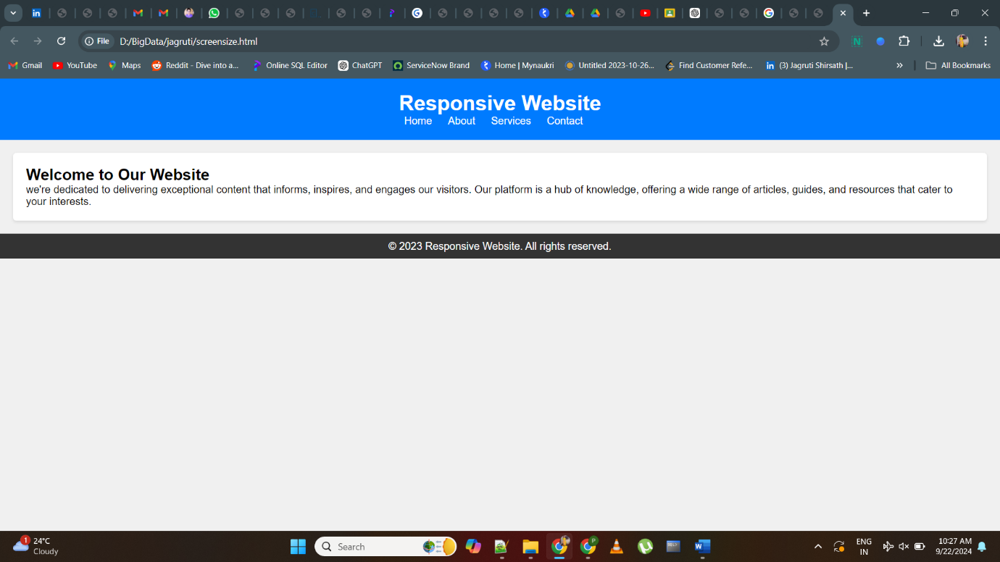 File D:/BigData/jagruti/screensize.html
Gmail YouTube Maps Reddit - Dive into a... Online SQL Editor ChatGPT ServiceNow Brand Home | Mynaukri Untitled 2023-10-26... Find Customer Refe... (3) Jagruti Shirsath |... » All Bookmarks
Responsive Website
Home About Services Contact
Welcome to Our Website
we're dedicated to delivering exceptional content that informs, inspires, and engages our visitors. Our platform is a hub of knowledge, offering a wide range of articles, guides, and resources that cater to
your interests.
© 2023 Responsive Website. All rights reserved.
1 24°C
Cloudy
Search
ENG
IN
10:27 AM
9/22/2024